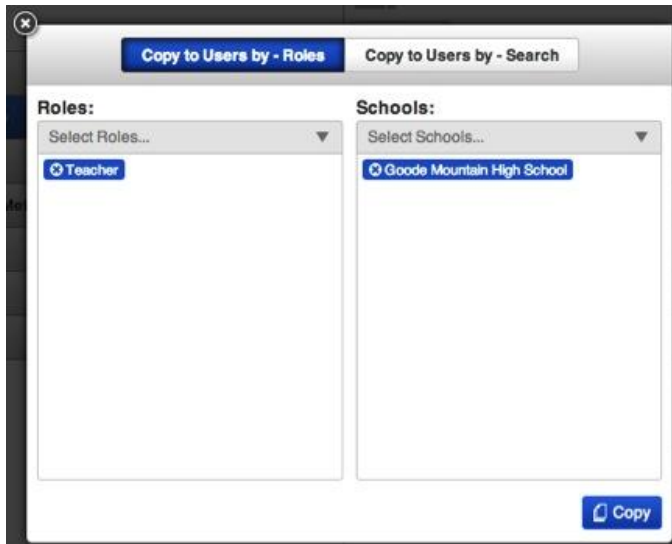 Copy to Users by - Roles
Copy to Users by - Search
Roles:
Schools:
Select Roles...
Select Schools...
Teacher
Goode Mountain High School
Copy